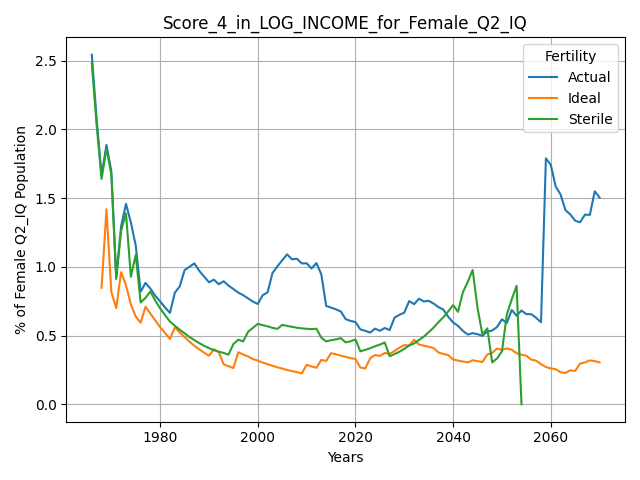 Score_4_in_LOG_INCOME_for_Female_Q2_IQ
Fertility
Actual
Ideal
Sterile
% of Female Q2_IQ Population
2.5
2.0
1.5
1.0
0.5
0.0
1980
2000
2020
2040
2060
Years